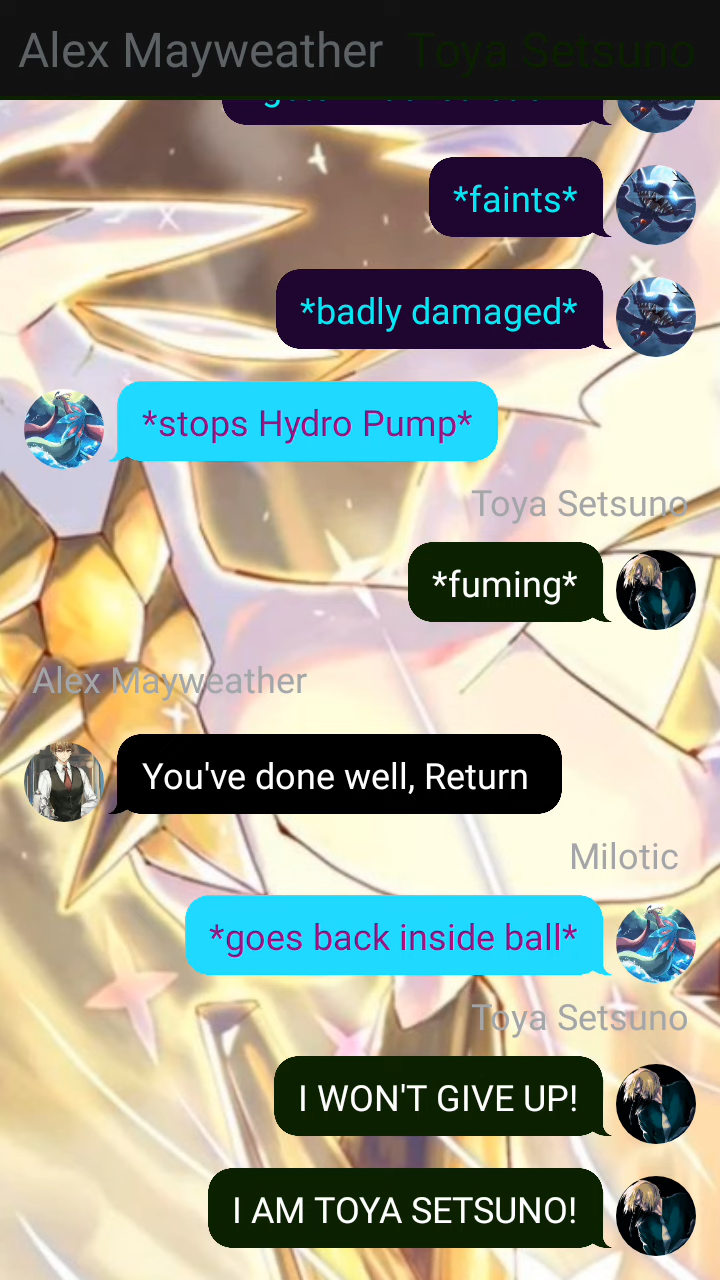 Alex Mayweather Toya Setsuno
*faints*
*badly damaged*
*stops Hydro Pump*
Toya Setsuno
*fuming*
Alex Mayweather
You've done well, Return
Milotic
*goes back inside ball*
Toya Setsuno
I WON'T GIVE UP!
I AM TOYA SETSUNO!